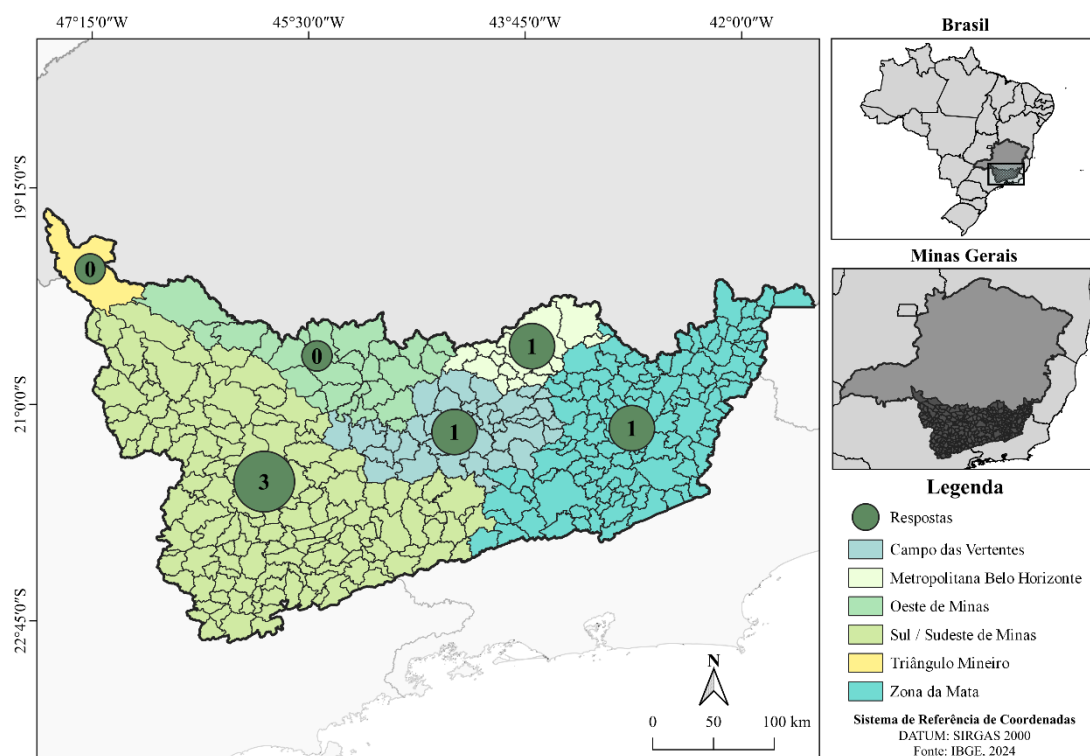 47°15'0"W 45°30'0"W 43°45'0"W 42°0'0"W
19°15'0"S
21°0'0"S
22°45'0"S
0
0
1
1
1
3
N
0 50 100 km
Brasil
Minas Gerais
Legenda
Respostas
Campo das Vertentes
Metropolitana Belo Horizonte
Oeste de Minas
Sul / Sudeste de Minas
Triângulo Mineiro
Zona da Mata
Sistema de Referência de Coordenadas
DATUM: SIRGAS 2000
Fonte: IBGE, 2024